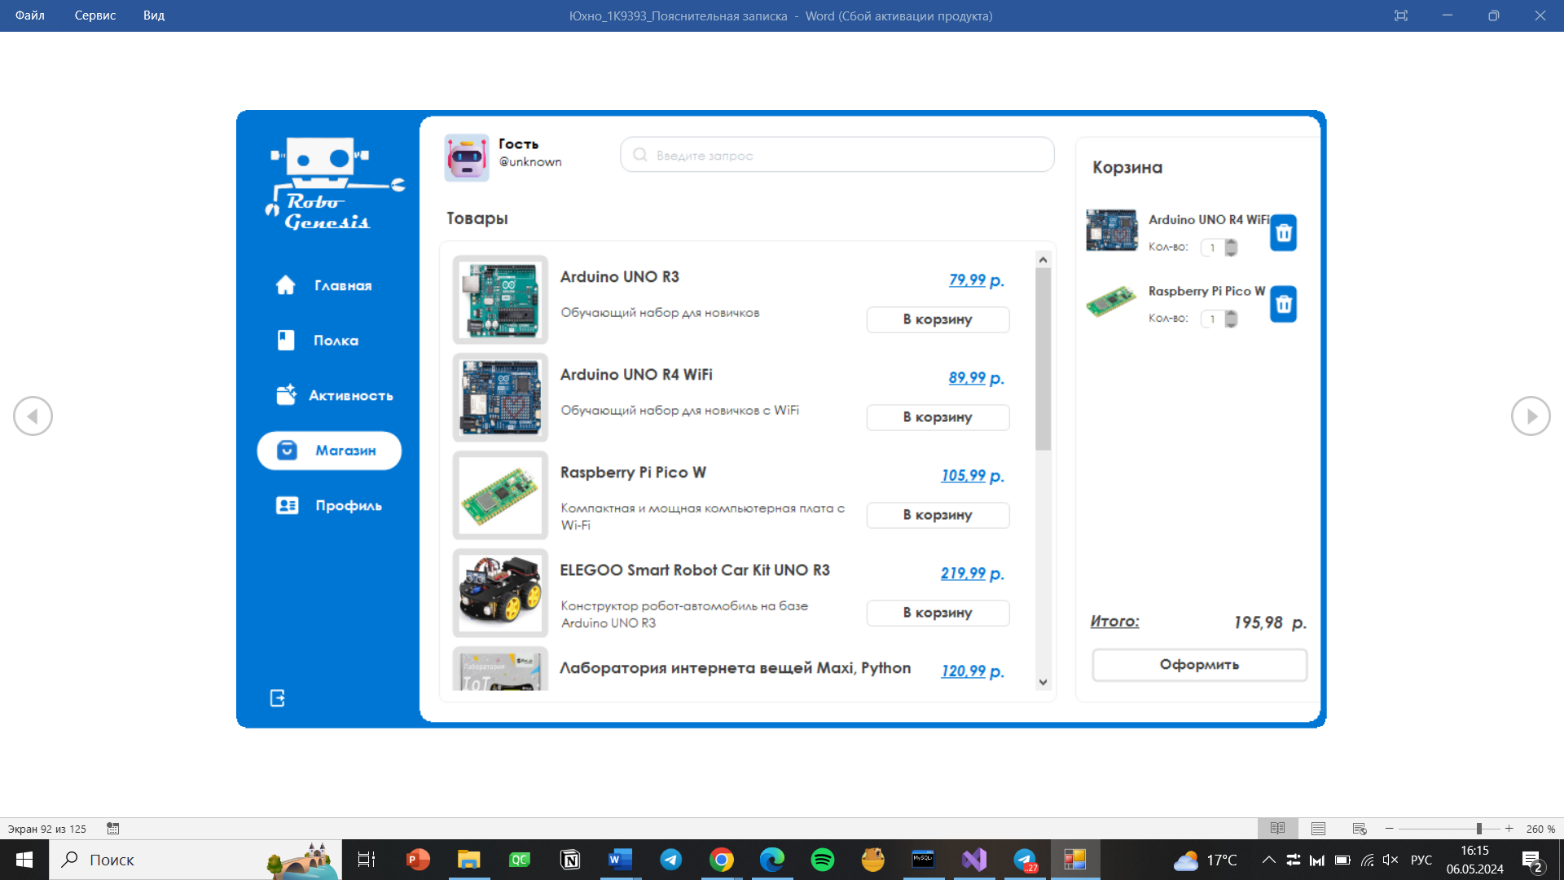 Файл Сервис Вид Юхно_1К9393_Пояснительная записка - Word (Сбой активации продукта)
Robo
Genesis
Главная
Полка
Активность
Магазин
Профиль
Гость
@unknown
Введите запрос
Товары
Arduino UNO R3 79,99 р.
Обучающий набор для новичков В корзину
Arduino UNO R4 WiFi 89,99 р.
Обучающий набор для новичков с WiFi В корзину
Raspberry Pi Pico W 105,99 р.
Компактная и мощная компьютерная плата с
Wi-Fi
В корзину
ELEGOO Smart Robot Car Kit UNO R3 219,99 р.
Конструктор робот-автомобиль на базе
Arduino UNO R3
В корзину
Лаборатория
IoT
Лаборатория интернета вещей Maxi, Python 120,99 р.
Корзина
Arduino UNO R4 WiFi
Кол-во: 1
Raspberry Pi Pico W
Кол-во: 1
Итого: 195,98 р.
Оформить
Экран 92 из 125 260 %
Поиск 17°C РУС 16:15
06.05.2024
27
2